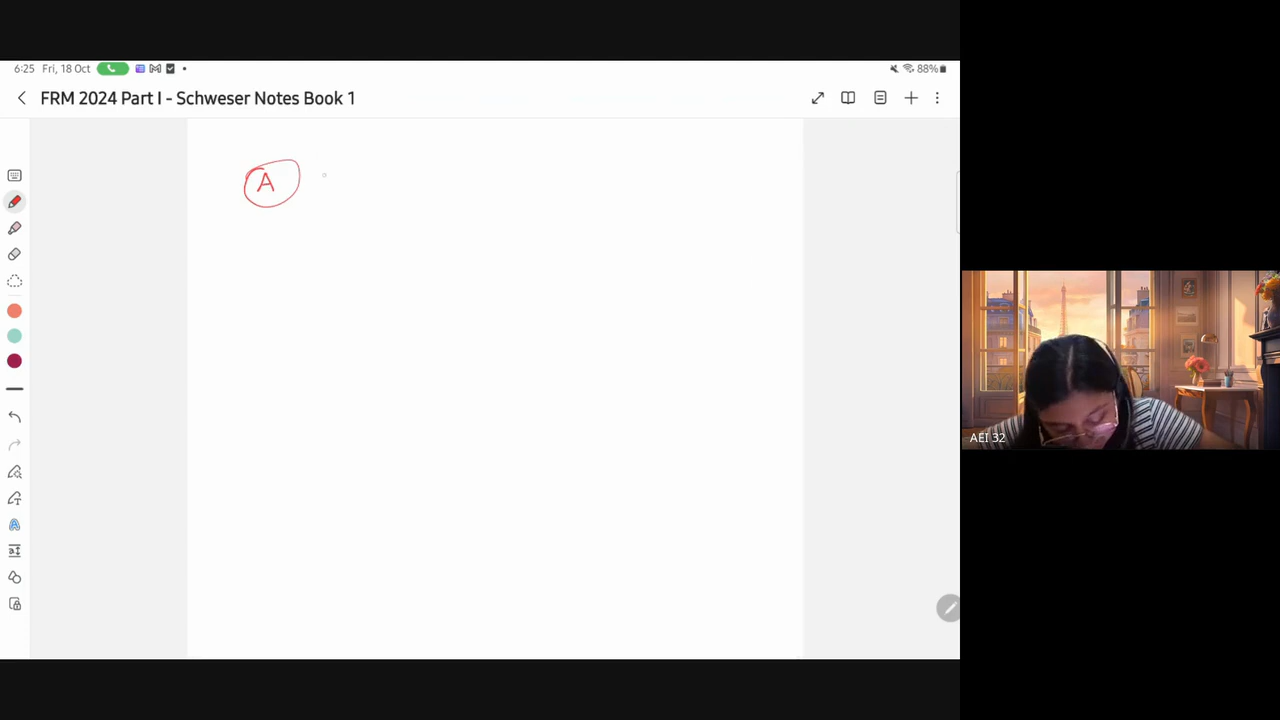 6:25 Fri, 18 Oct 88%
FRM 2024 Part I - Schweser Notes Book 1
A
AEI 32